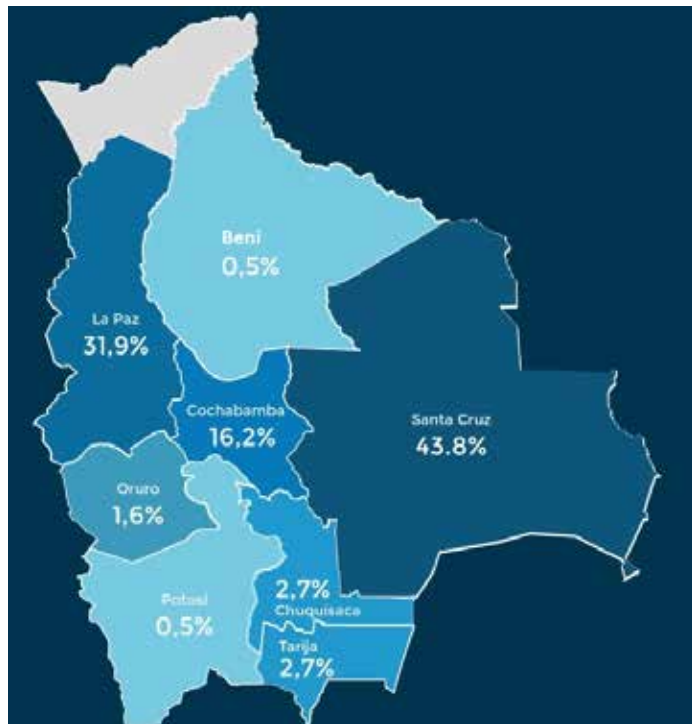 Beni
0,5%
La Paz
31,9%
Cochabamba
16,2%
Santa Cruz
43.8%
Oruro
1,6%
Potosí
0,5%
2,7%
Chuquisaca
Tarija
2,7%